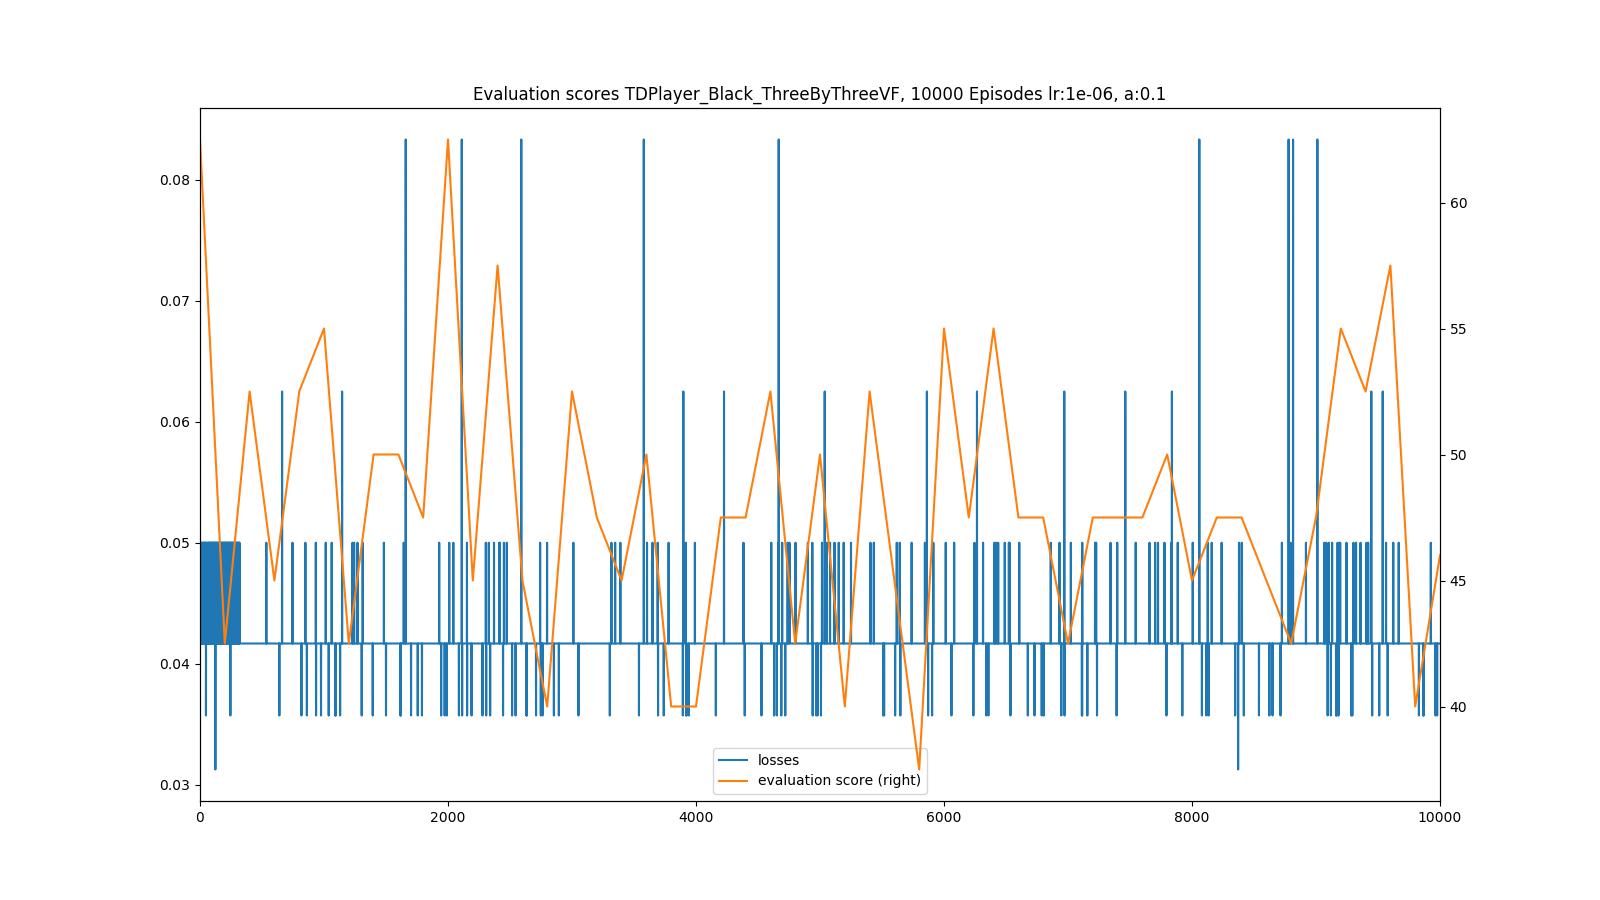 Evaluation scores TDPlayer_Black_ThreeByThreeVF, 10000 Episodes lr:1e-06, a:0.1
0.08
0.07
0.06
0.05
0.04
0.03
60
55
50
45
40
losses
evaluation score (right)
0 2000 4000 6000 8000 10000